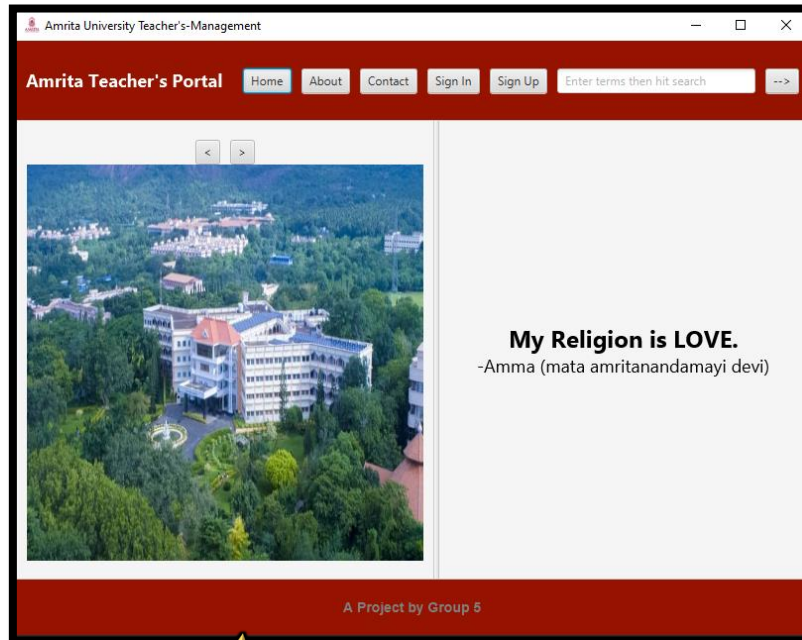 Amrita University Teacher's-Management
Amrita Teacher's Portal Home About Contact Sign In Sign Up Enter terms then hit search -->
< >
My Religion is LOVE.
-Amma (mata amritanandamayi devi)
A Project by Group 5